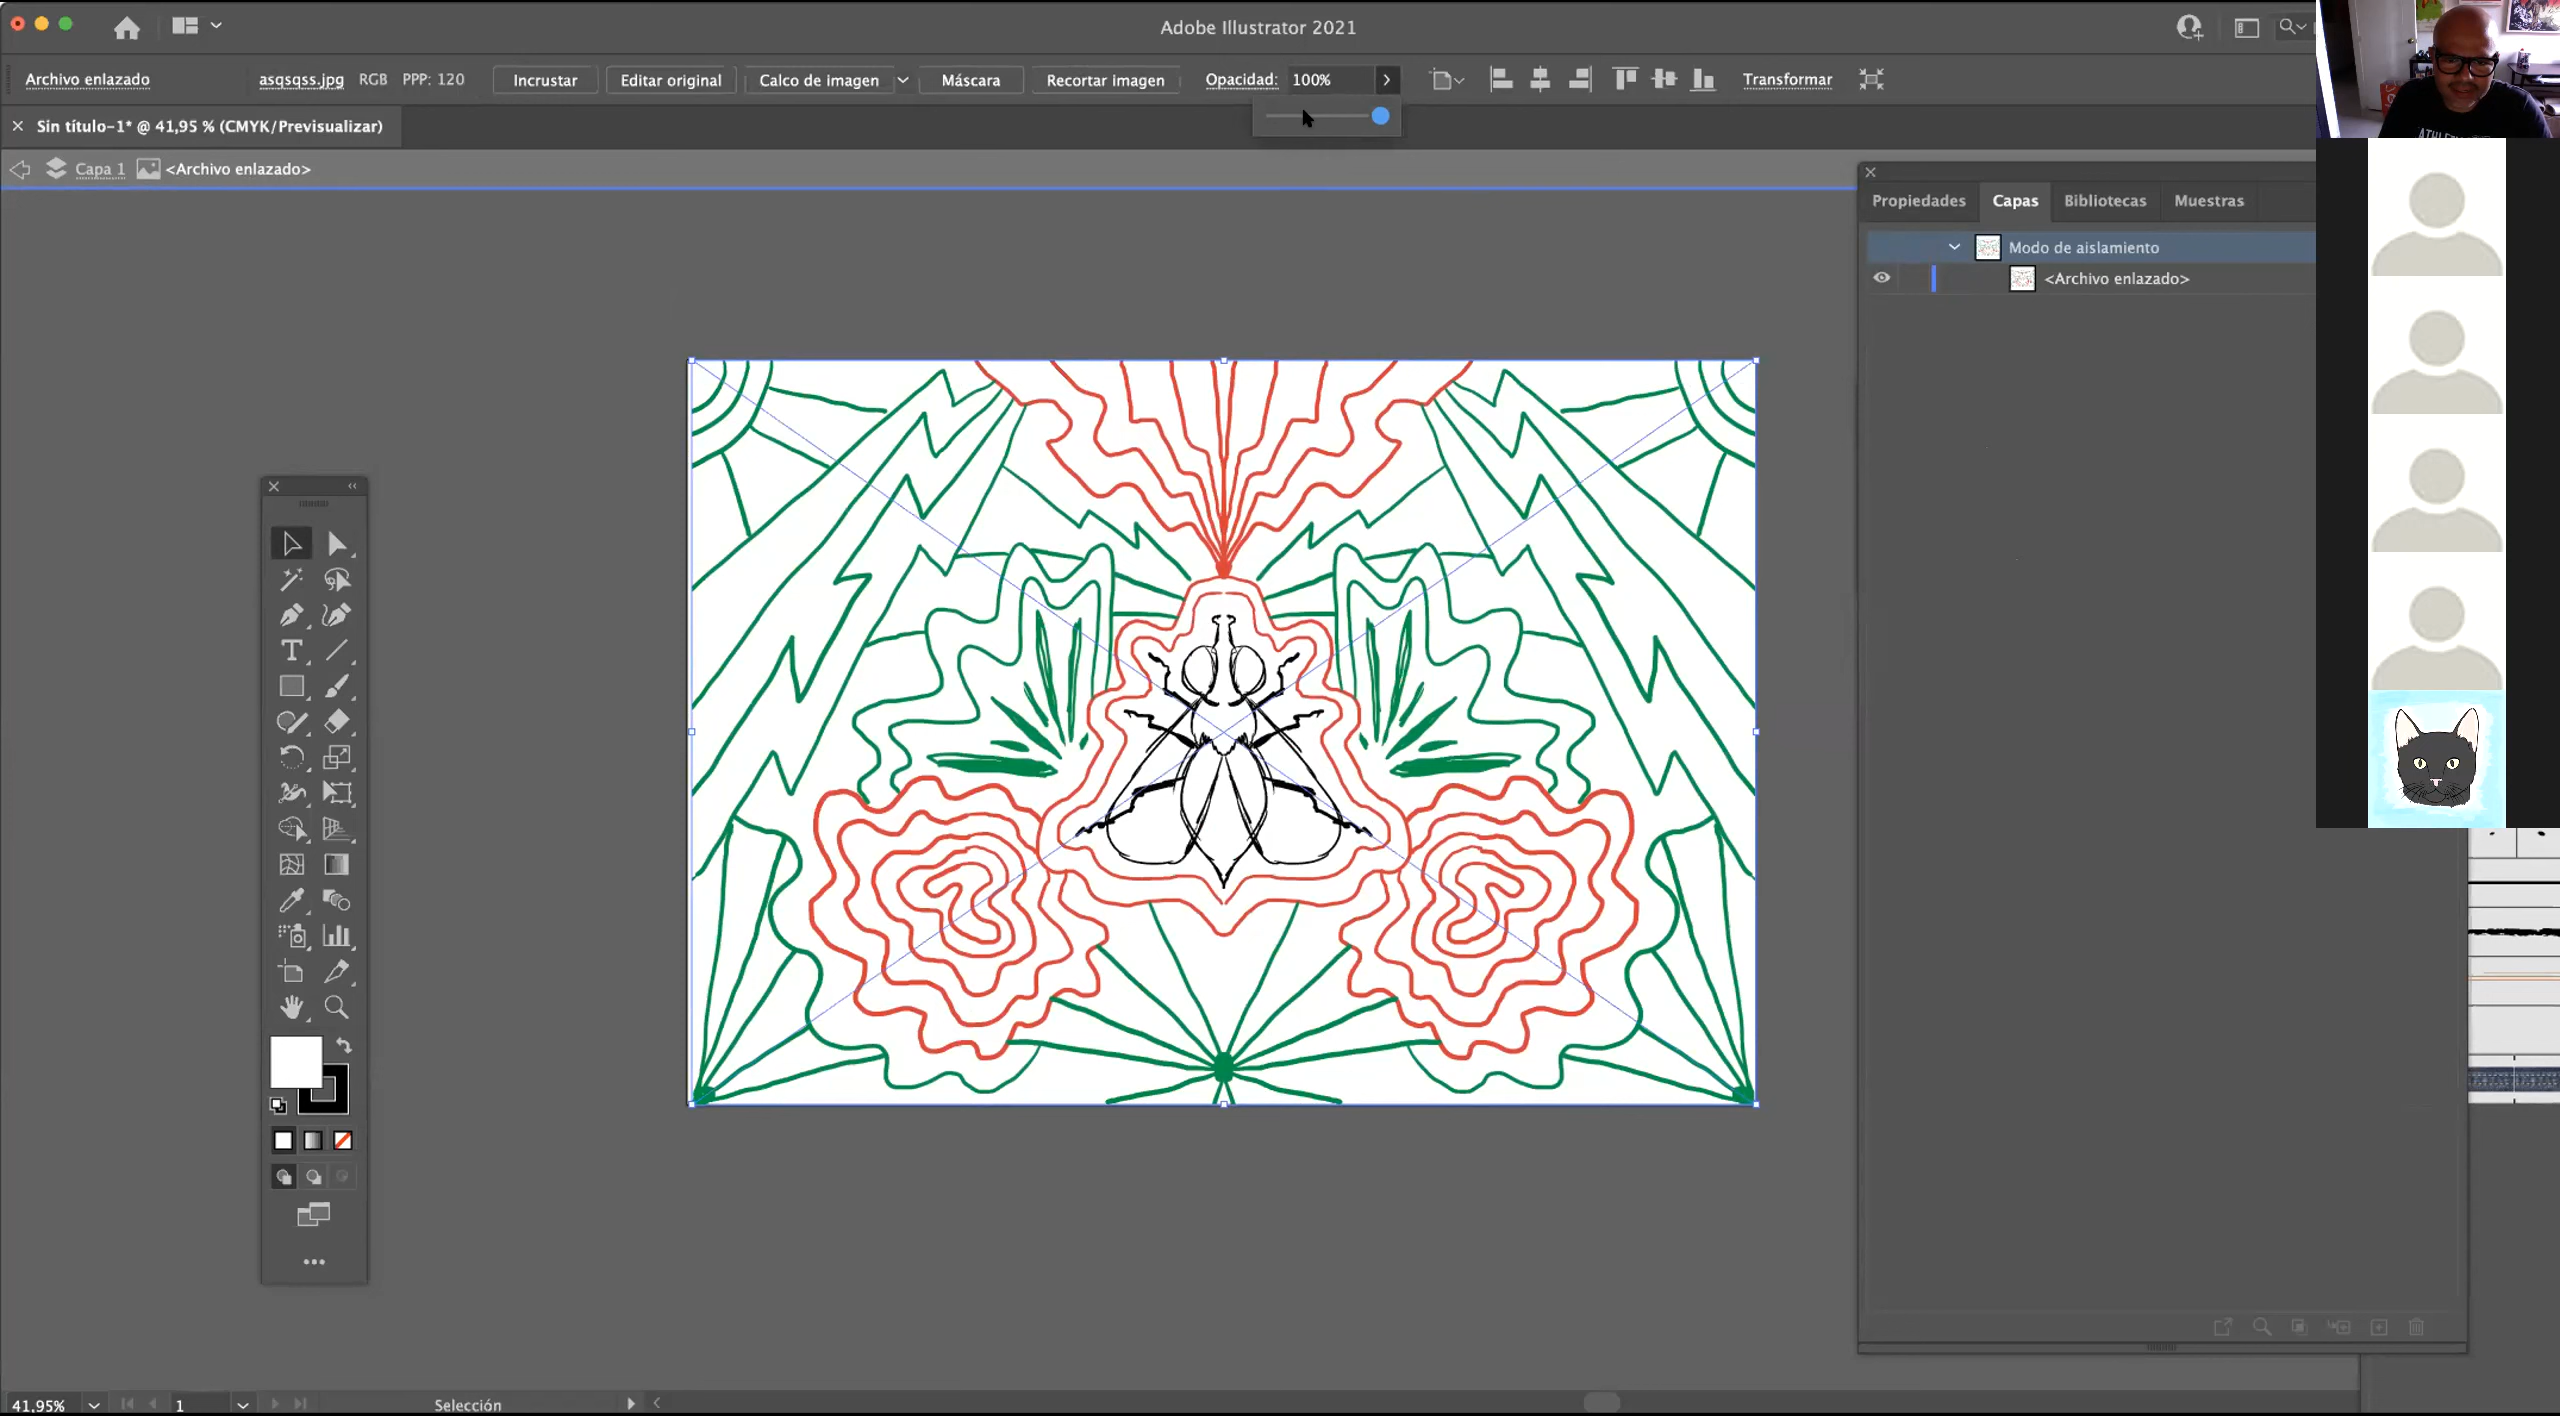 Adobe Illustrator 2021
Archivo enlazado asqsqss.jpg RGB PPP: 120 Incrustar Editar original Calco de imagen Máscara Recortar imagen Opacidad: 100% Transformar
Sin título-1* @ 41,95 % (CMYK/Previsualizar)
Capa 1 <Archivo enlazado>
Propiedades Capas Bibliotecas Muestras
Modo de aislamiento
<Archivo enlazado>
41,95% 1 Selección